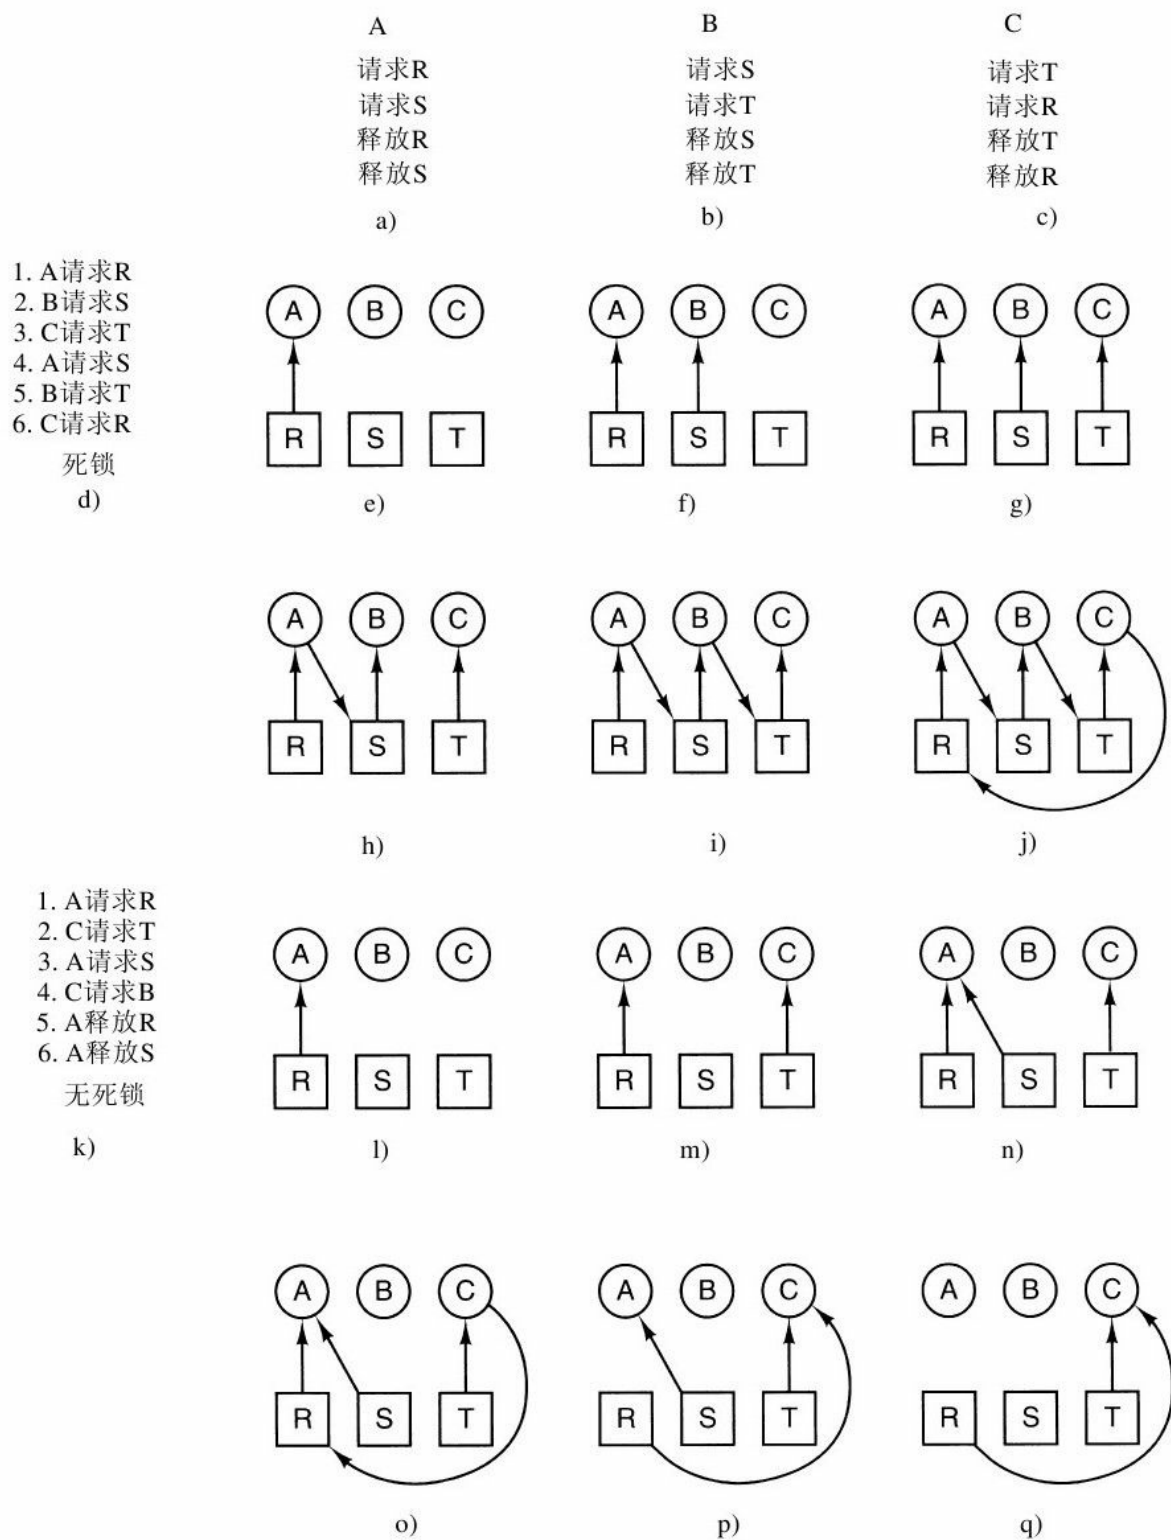 A B C
请求R 请求S 请求T
请求S 请求T 请求R
释放R 释放S 释放T
释放S 释放T 释放R
a) b) c)
1. A请求R
2. B请求S
3. C请求T
4. A请求S
5. B请求T
6. C请求R
死锁
d)
A B C A B C A B C
R S T R S T R S T
e) f) g)
A B C A B C A B C
R S T R S T R S T
h) i) j)
1. A请求R
2. C请求T
3. A请求S
4. C请求B
5. A释放R
6. A释放S
无死锁
k)
A B C A B C A B C
R S T R S T R S T
l) m) n)
A B C A B C A B C
R S T R S T R S T
o) p) q)